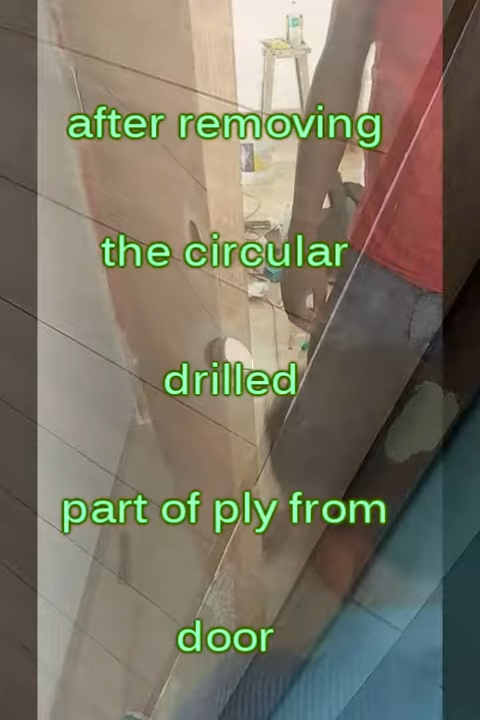 after removing
the circular
drilled
part of ply from
door